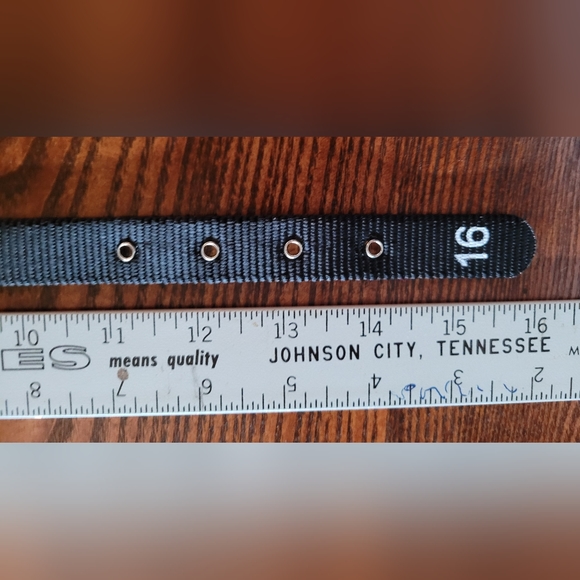 16
10 11 12 13 14 15 16
ES means quality JOHNSON CITY, TENNESSEE M
8 7 6 5 4 3 2